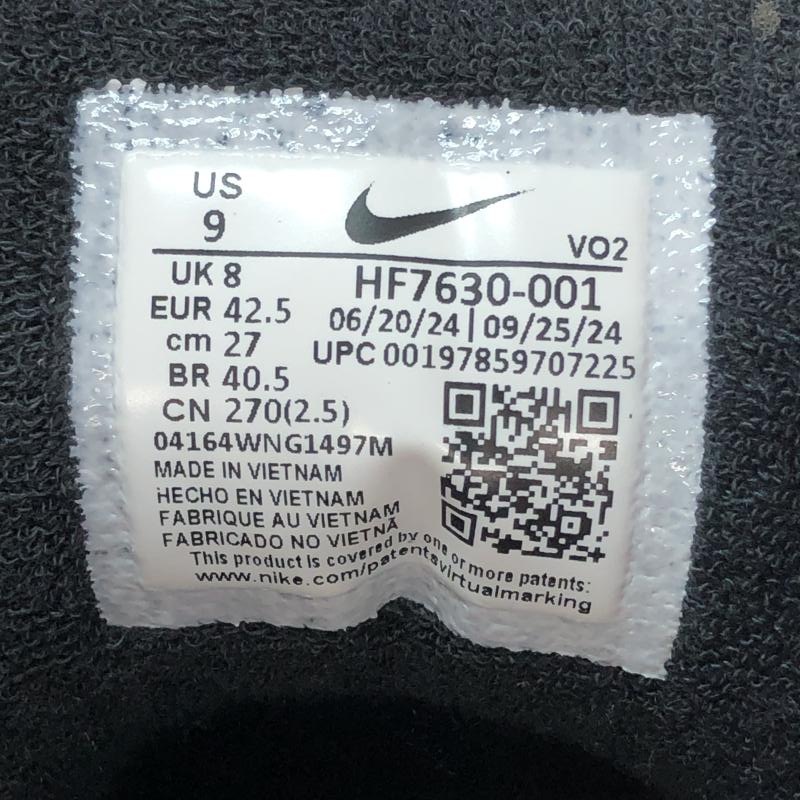 US
9
VO2
UK 8
HF7630-001
EUR 42.5
06/20/24 | 09/25/24
cm 27
UPC 00197859707225
BR 40.5
CN 270(2.5)
04164WNG1497M
MADE IN VIETNAM
HECHO EN VIETNAM
FABRIQUE AU VIETNAM
FABRICADO NO VIETNÃ
This product is covered by one or more patents:
www.nike.com/patentsvirtualmarking